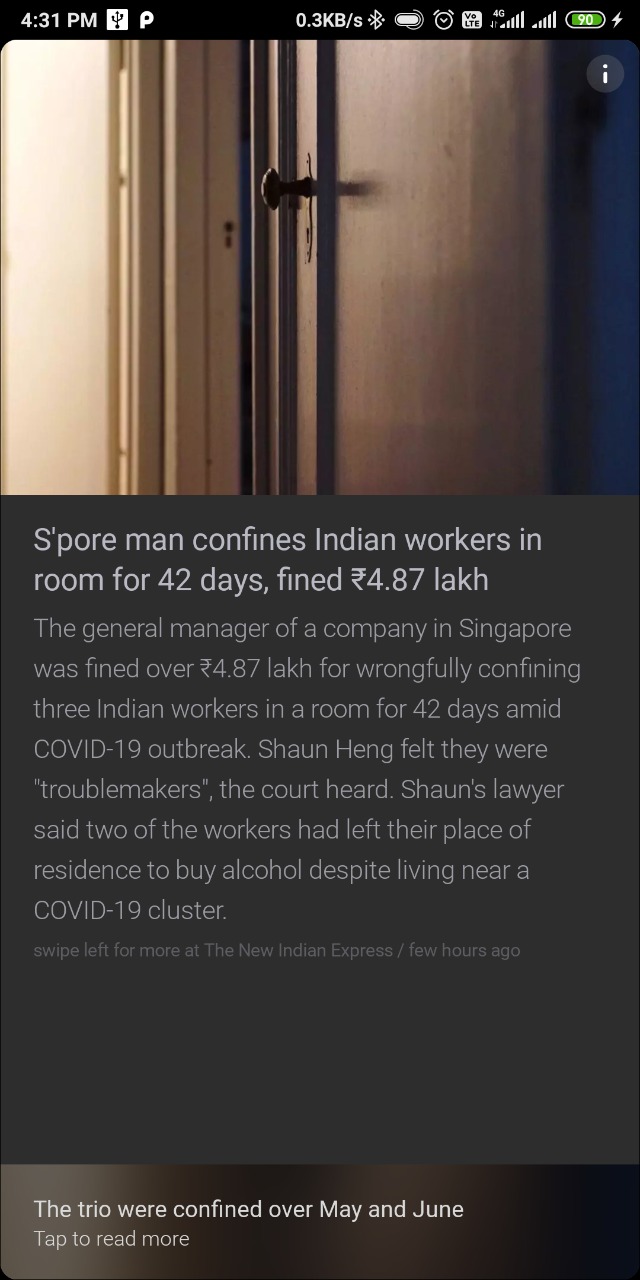 4:31 PM P 0.3KB/s Vo LTE 4G 90
S'pore man confines Indian workers in
room for 42 days, fined ₹4.87 lakh
The general manager of a company in Singapore
was fined over ₹4.87 lakh for wrongfully confining
three Indian workers in a room for 42 days amid
COVID-19 outbreak. Shaun Heng felt they were
"troublemakers", the court heard. Shaun's lawyer
said two of the workers had left their place of
residence to buy alcohol despite living near a
COVID-19 cluster.
swipe left for more at The New Indian Express / few hours ago
The trio were confined over May and June
Tap to read more